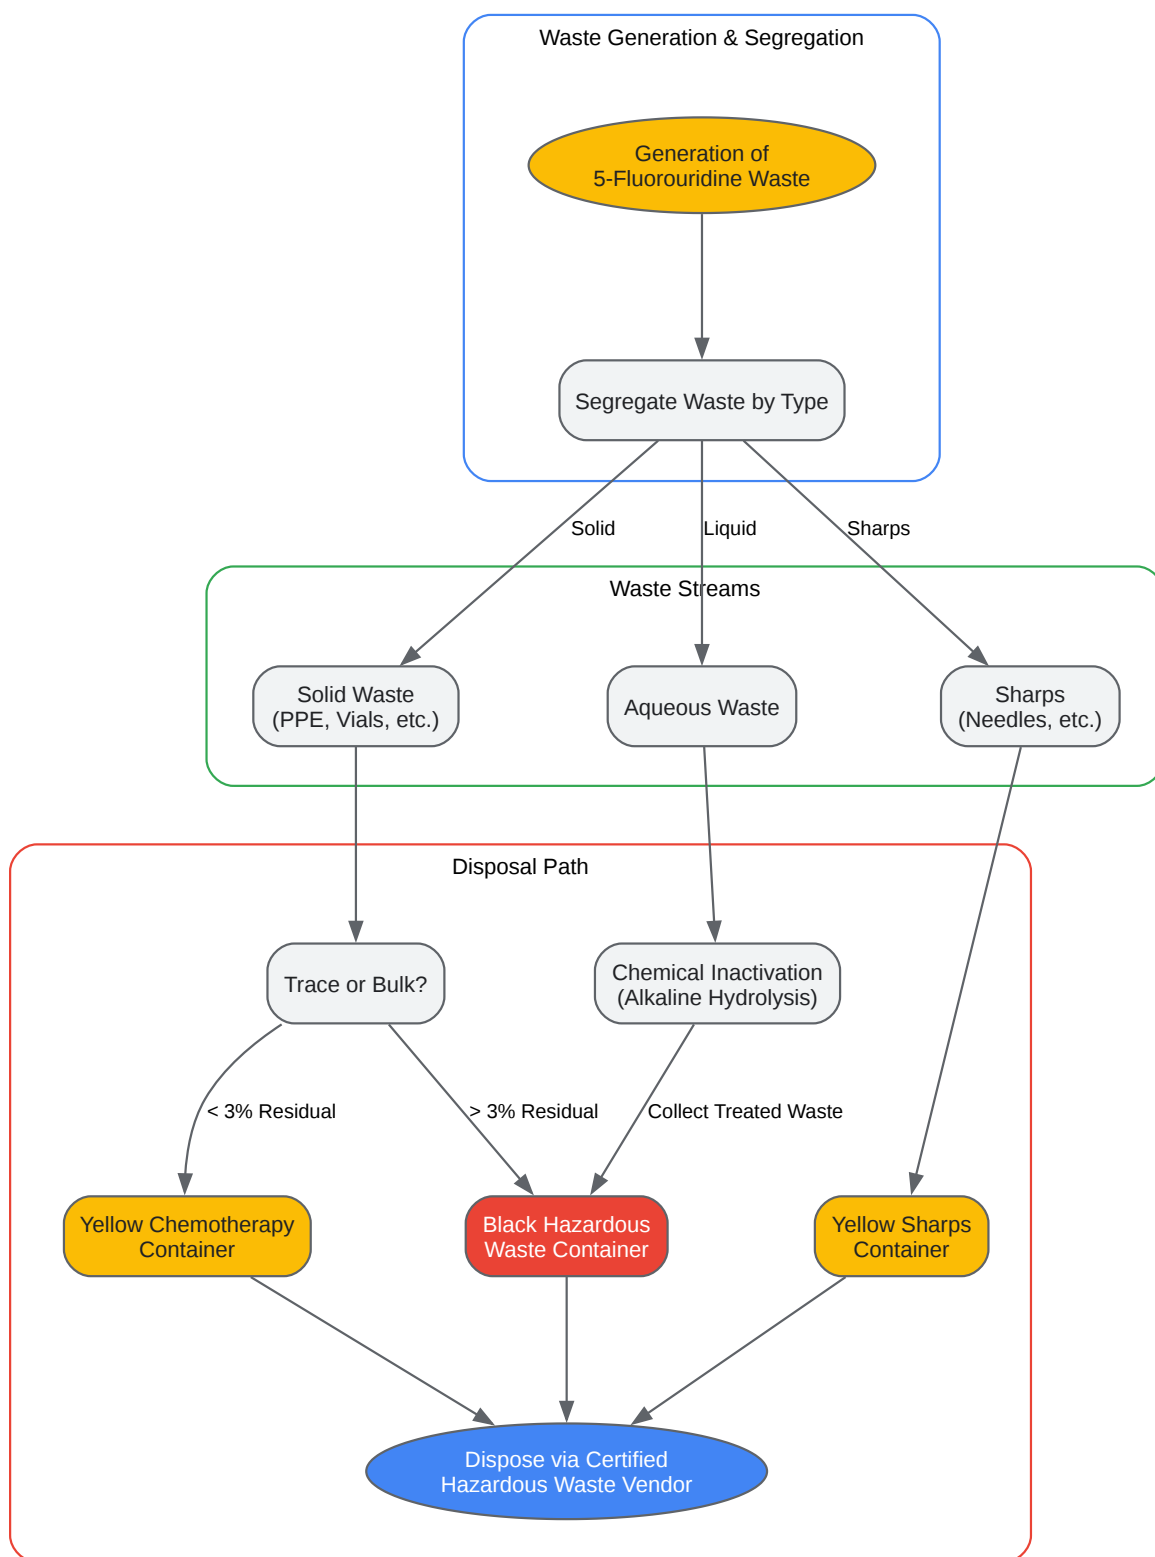 Waste Generation & Segregation
Generation of
5-Fluorouridine Waste
Segregate Waste by Type
Solid
Liquid
Sharps
Waste Streams
Solid Waste
(PPE, Vials, etc.)
Aqueous Waste
Sharps
(Needles, etc.)
Disposal Path
Trace or Bulk?
Chemical Inactivation
(Alkaline Hydrolysis)
< 3% Residual
> 3% Residual
Collect Treated Waste
Yellow Chemotherapy
Container
Black Hazardous
Waste Container
Yellow Sharps
Container
Dispose via Certified
Hazardous Waste Vendor